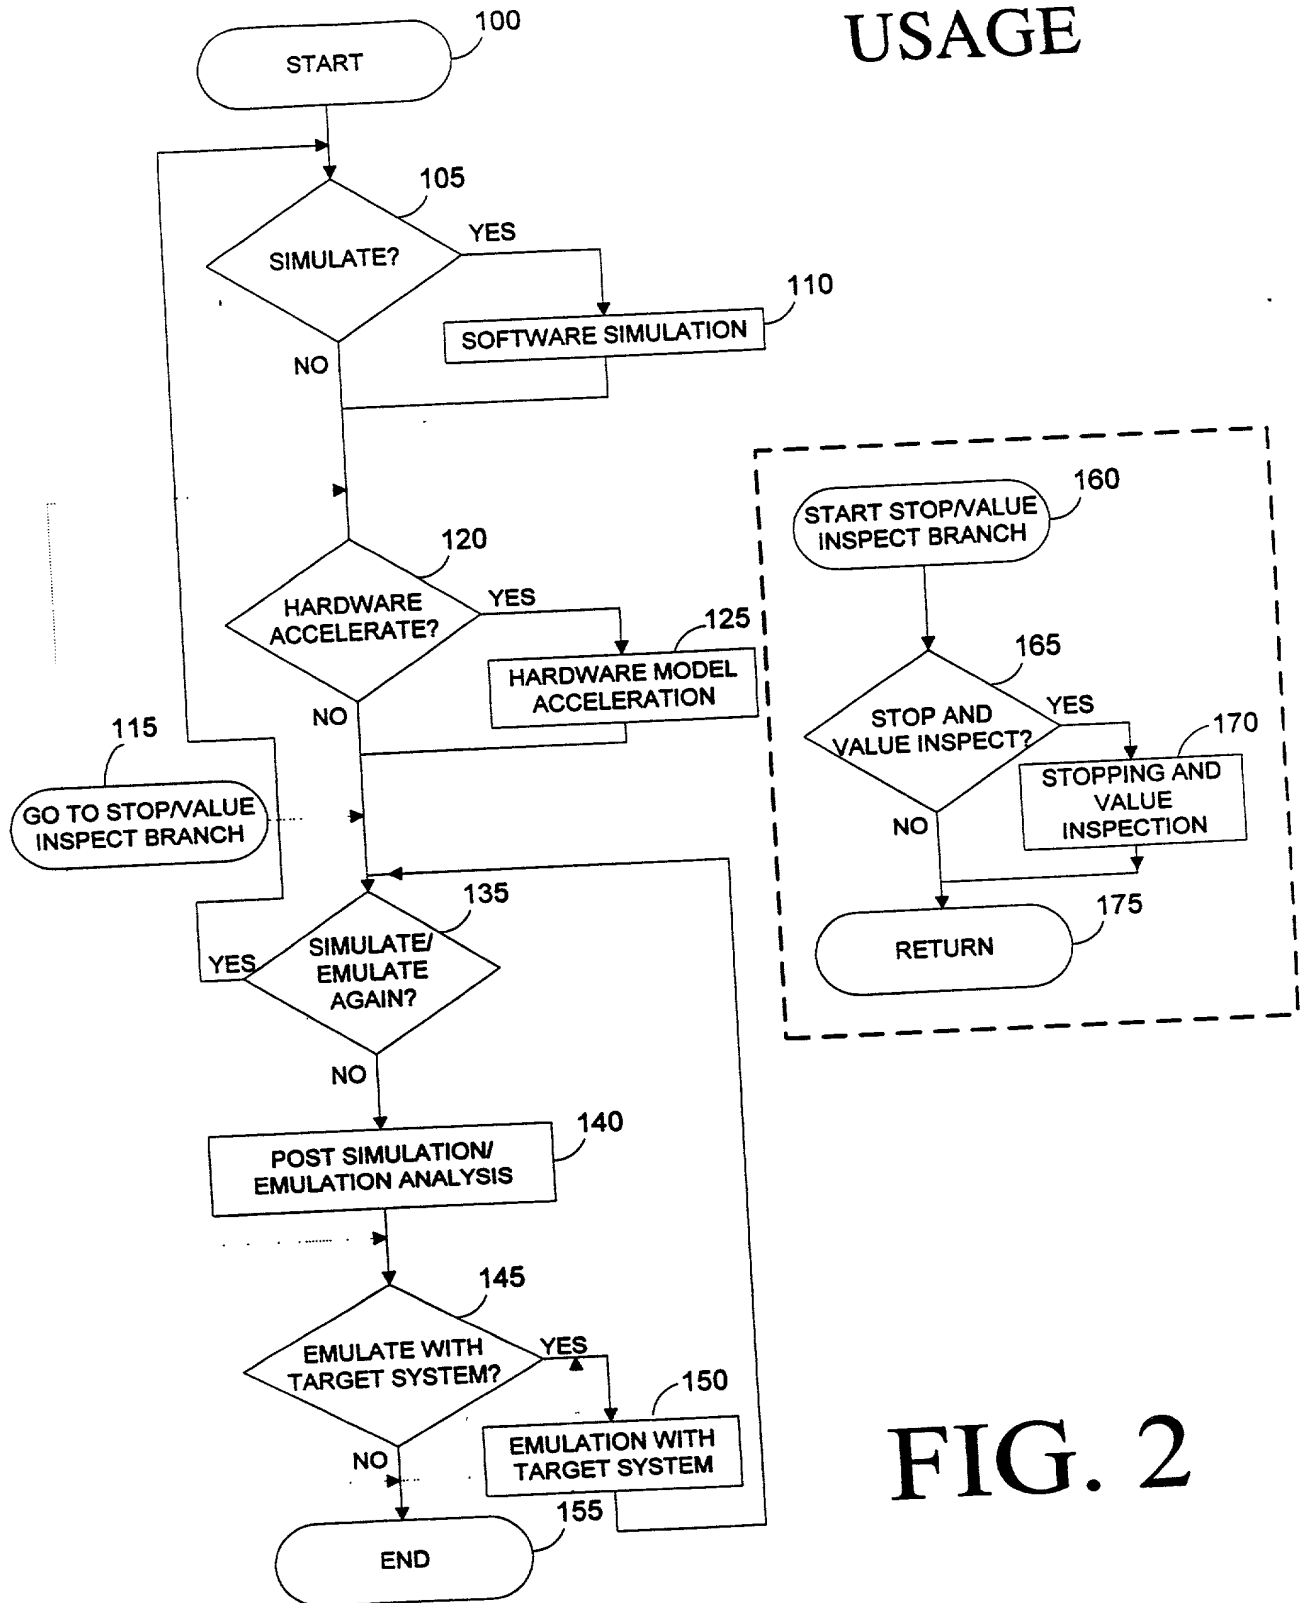 USAGE
100
START
105
SIMULATE?
YES
110
SOFTWARE SIMULATION
NO
120
HARDWARE
ACCELERATE?
YES
125
HARDWARE MODEL
ACCELERATION
NO
115
GO TO STOP/VALUE
INSPECT BRANCH
135
SIMULATE/
EMULATE
AGAIN?
YES
NO
140
POST SIMULATION/
EMULATION ANALYSIS
145
EMULATE WITH
TARGET SYSTEM?
YES
150
EMULATION WITH
TARGET SYSTEM
NO
155
END
160
START STOP/VALUE
INSPECT BRANCH
165
STOP AND
VALUE INSPECT?
YES
170
STOPPING AND
VALUE
INSPECTION
NO
175
RETURN
FIG. 2